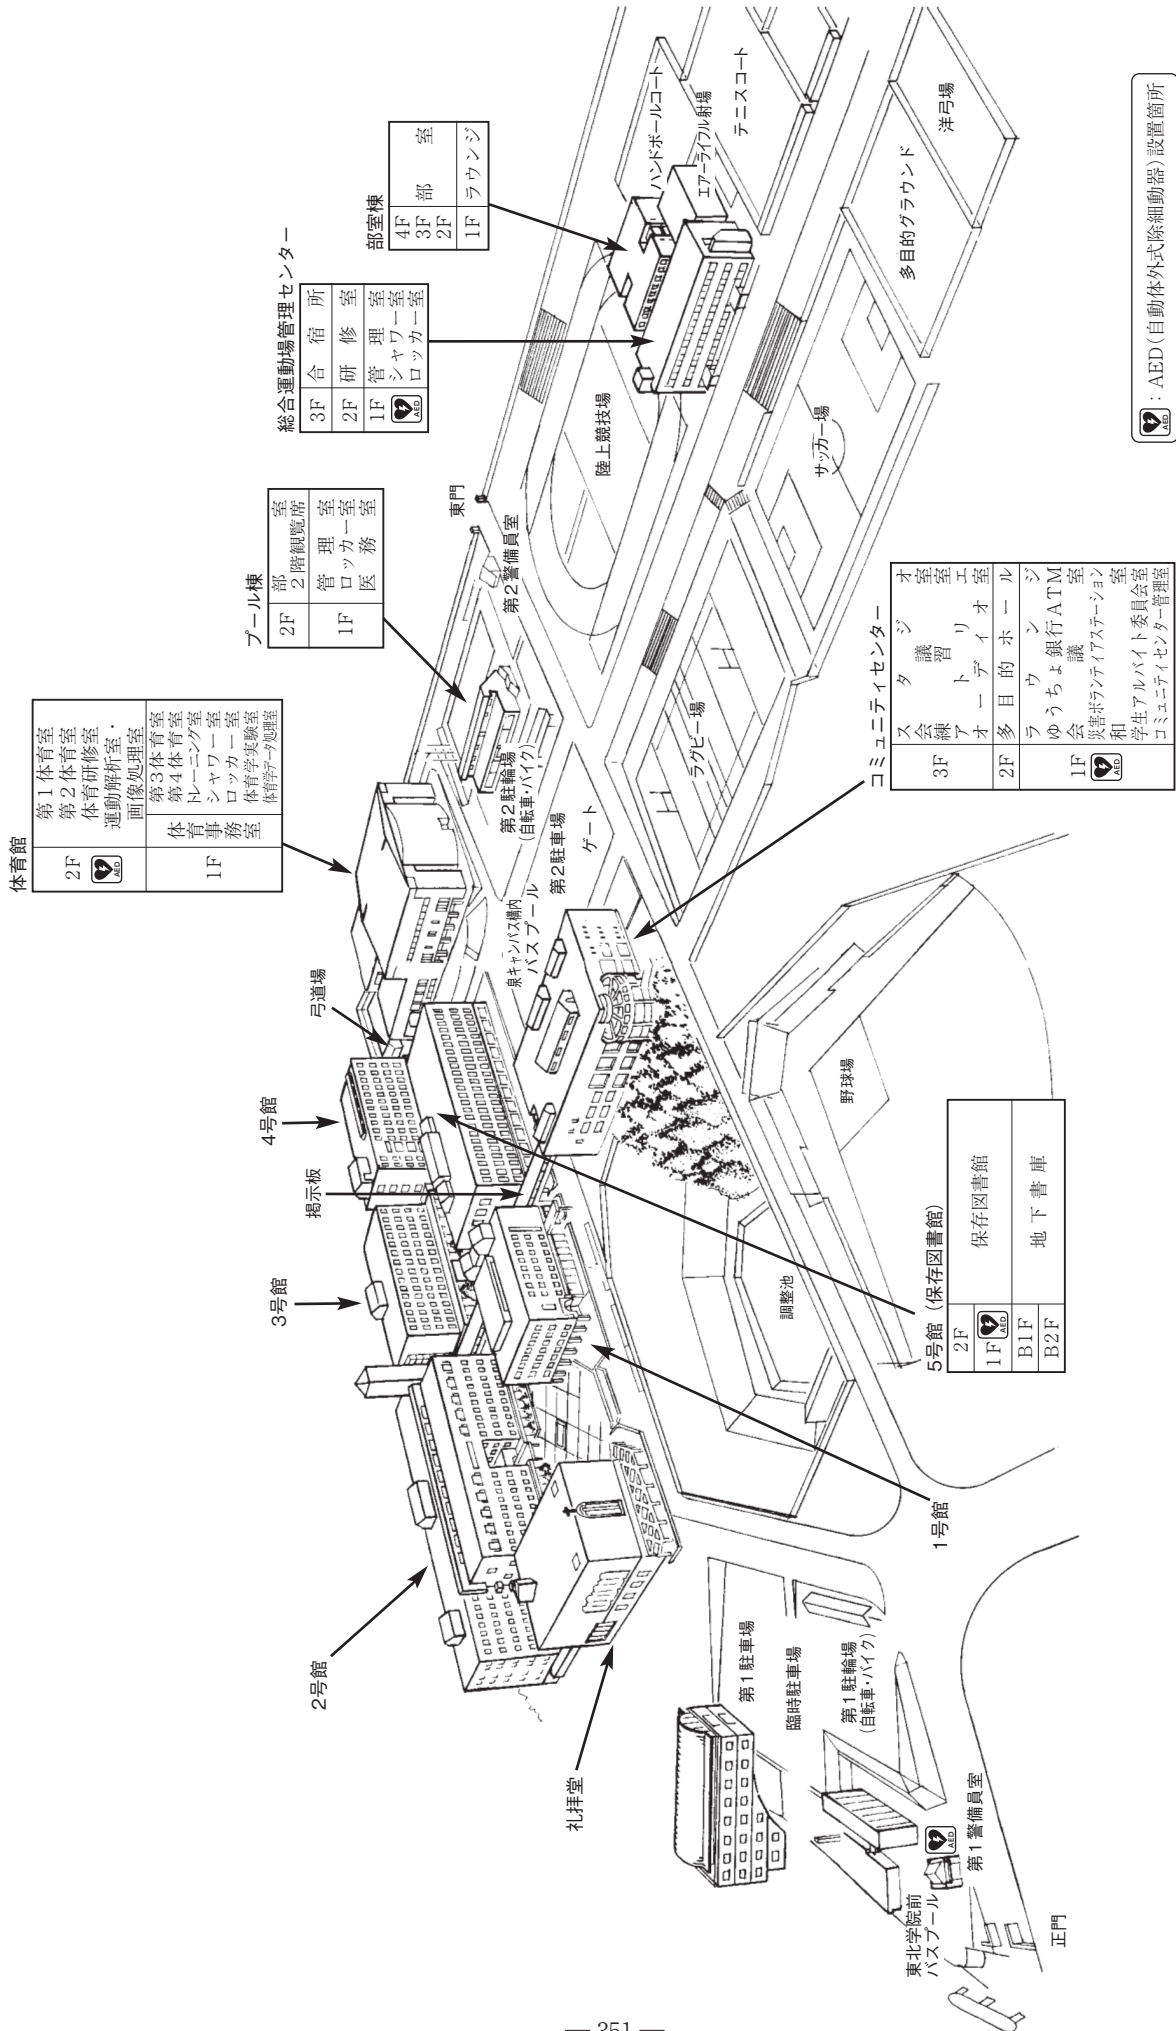 体育館
2F
AED
第1体育室
第2体育室
体育研修室
運動解析室・
画像処理室
1F
体育事務室
第3体育室
第4体育室
トレーニング室
シャワー室
ロッカー室
体育学実験室
体育学データ処理室
プール棟
2F
部室
2階観覧席
1F
管理室
ロッカー室
医務室
総合運動場管理センター
3F 合宿所
2F 研修室
1F
AED
管理室
シャワー室
ロッカー室
部室棟
4F
3F
2F
部室
1F ラウンジ
2号館
3号館
掲示板
4号館
弓道場
東門
第2警備員室
陸上競技場
ハンドボールコート
エアーライフル射場
テニスコート
第2駐輪場
(自転車・バイク)
第2駐車場
泉キャンパス構内
バスプール
ゲート
ラグビー場
サッカー場
多目的グラウンド
洋弓場
礼拝堂
1号館
調整池
野球場
5号館(保存図書館)
2F
1F
AED
保存図書館
B1F
B2F
地下書庫
コミュニティセンター
3F
スタジオ
会議室
練習室
アトリエ
オーディオ室
2F 多目的ホール
1F
AED
ラウンジ
ゆうちょ銀行ATM
会議室
災害ボランティアステーション
和室
学生アルバイト委員会室
コミュニティセンター管理室
第1駐車場
臨時駐車場
第1駐輪場
(自転車・バイク)
AED
第1警備員室
東北学院前
バスプール
正門
AED
：AED(自動体外式除細動器)設置箇所
— 351 —